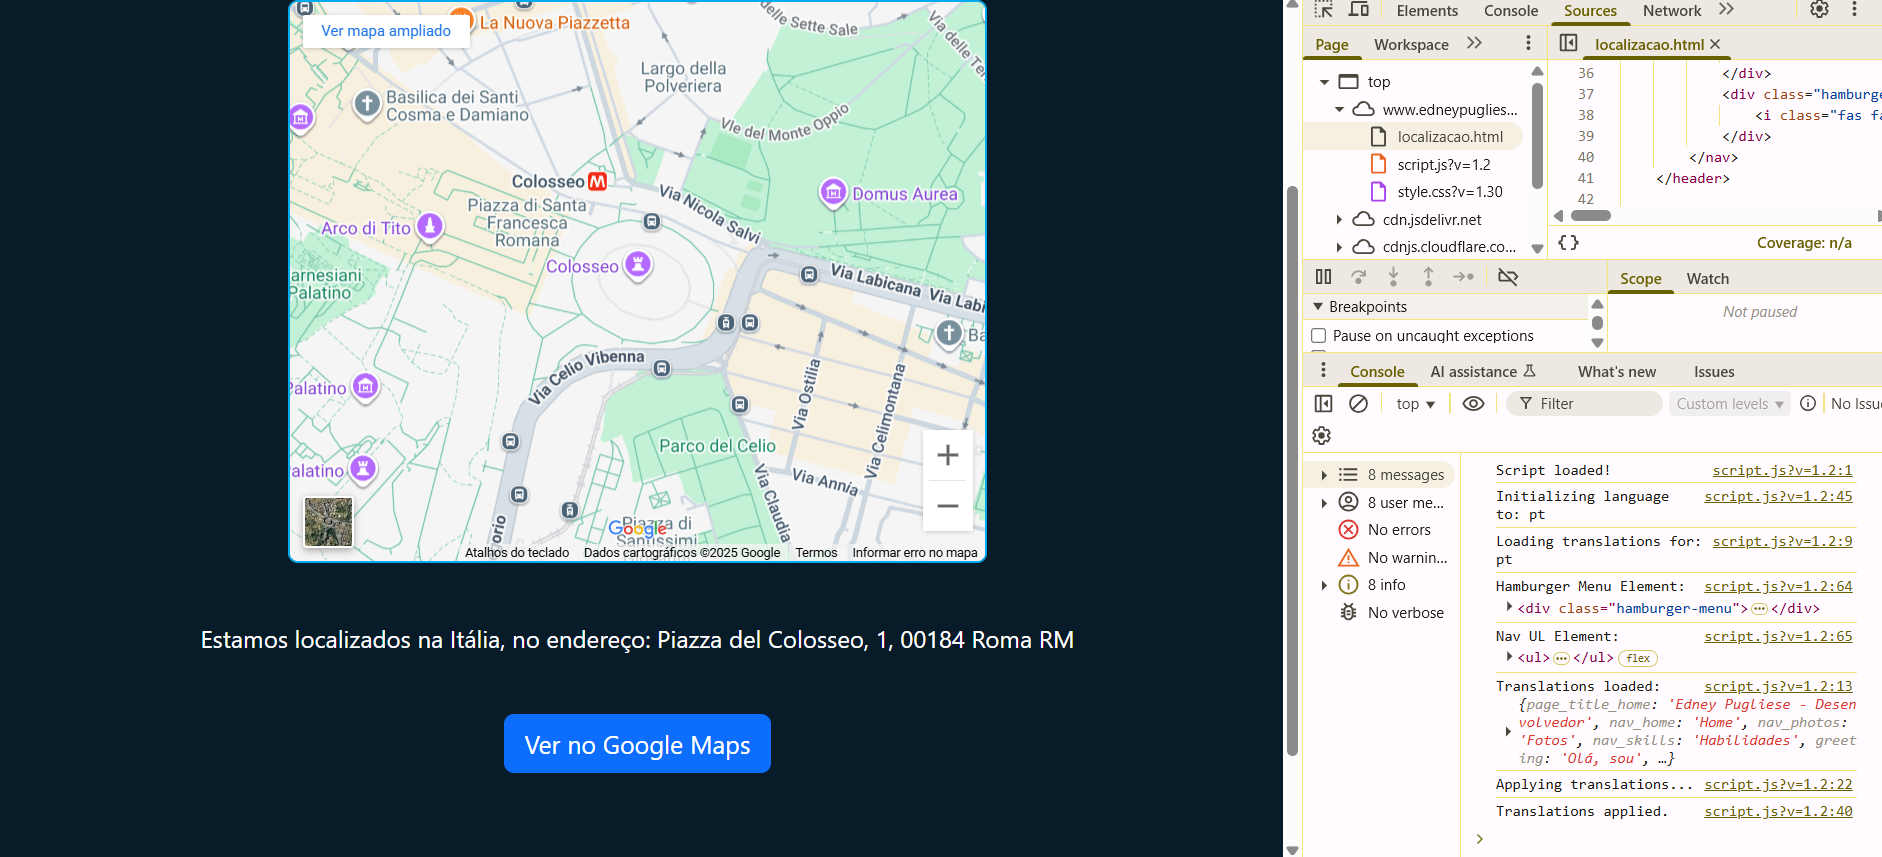 Ver mapa ampliado
La Nuova Piazzetta
delle Sette Sale
Via delle Te
Largo della
Polveriera
Basilica dei Santi
Cosma e Damiano
Vle del Monte Oppio
Colosseo M
Via Nicola Salvi
Domus Aurea
Piazza di Santa
Francesca
Romana
Arco di Tito
Colosseo
arnesiani
Palatino
Via Labicana
Via Labi
Ba
Via Celio Vibenna
Via Ostilia
Via Celimontana
Palatino
Parco del Celio
alatino
Via Claudia
Via Annia
orio
Piazza di
Santissimi
Google
Atalhos do teclado
Dados cartográficos ©2025 Google
Termos
Informar erro no mapa
Estamos localizados na Itália, no endereço: Piazza del Colosseo, 1, 00184 Roma RM
Ver no Google Maps
Elements Console Sources Network
Page Workspace
localizacao.html
top
www.edneypuglies...
localizacao.html
script.js?v=1.2
style.css?v=1.30
cdn.jsdelivr.net
cdnjs.cloudflare.co...
36 </div>
37 <div class="hamburge
38 <i class="fas fa
39 </div>
40 </nav>
41 </header>
42
{} Coverage: n/a
Scope Watch
Breakpoints
Not paused
Pause on uncaught exceptions
Console AI assistance What's new Issues
top Filter Custom levels No Issu
8 messages
8 user me...
No errors
No warnin...
8 info
No verbose
Script loaded! script.js?v=1.2:1
Initializing language script.js?v=1.2:45
to: pt
Loading translations for: script.js?v=1.2:9
pt
Hamburger Menu Element: script.js?v=1.2:64
<div class="hamburger-menu">…</div>
Nav UL Element: script.js?v=1.2:65
<ul>…</ul> flex
Translations loaded: script.js?v=1.2:13
{page_title_home: 'Edney Pugliese - Desen
volvedor', nav_home: 'Home', nav_photos:
'Fotos', nav_skills: 'Habilidades', greet
ing: 'Olá, sou', …}
Applying translations... script.js?v=1.2:22
Translations applied. script.js?v=1.2:40